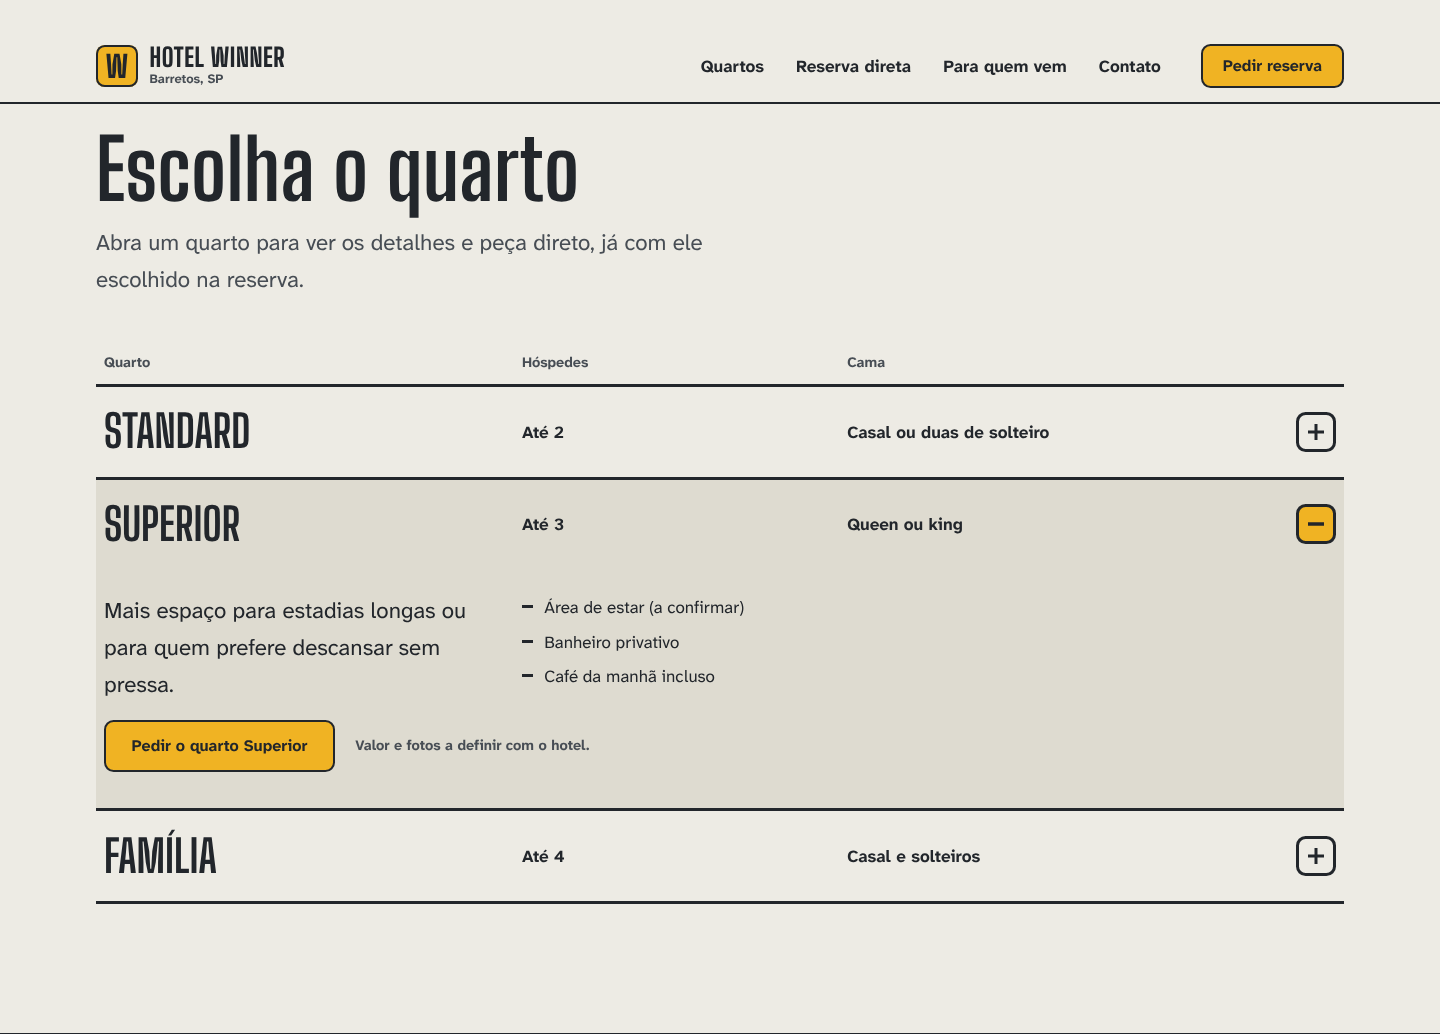 W
HOTEL WINNER
Barretos, SP
Quartos Reserva direta Para quem vem Contato Pedir reserva
Escolha o quarto
Abra um quarto para ver os detalhes e peça direto, já com ele
escolhido na reserva.
Quarto Hóspedes Cama
STANDARD Até 2 Casal ou duas de solteiro +
SUPERIOR Até 3 Queen ou king −
Mais espaço para estadias longas ou
para quem prefere descansar sem
pressa.
Área de estar (a confirmar)
Banheiro privativo
Café da manhã incluso
Pedir o quarto Superior Valor e fotos a definir com o hotel.
FAMÍLIA Até 4 Casal e solteiros +